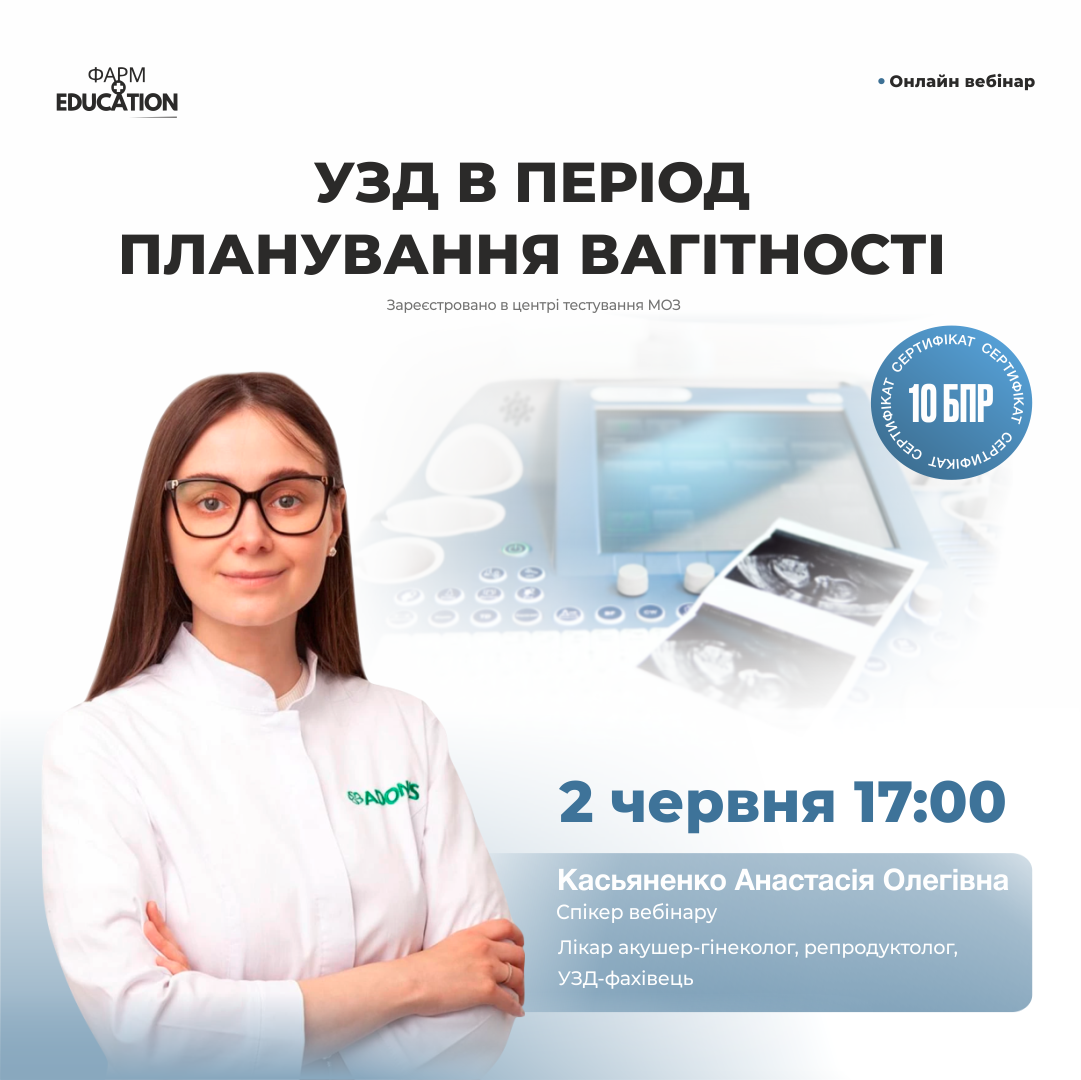 ФАРМ
EDUCATION
Онлайн вебінар
УЗД В ПЕРІОД
ПЛАНУВАННЯ ВАГІТНОСТІ
Зареєстровано в центрі тестування МОЗ
СЕРТИФІКАТ СЕРТИФІКАТ СЕРТИФІКАТ СЕРТИФІКАТ
10 БПР
ADONIS
2 червня 17:00
Касьяненко Анастасія Олегівна
Спікер вебінару
Лікар акушер-гінеколог, репродуктолог,
УЗД-фахівець